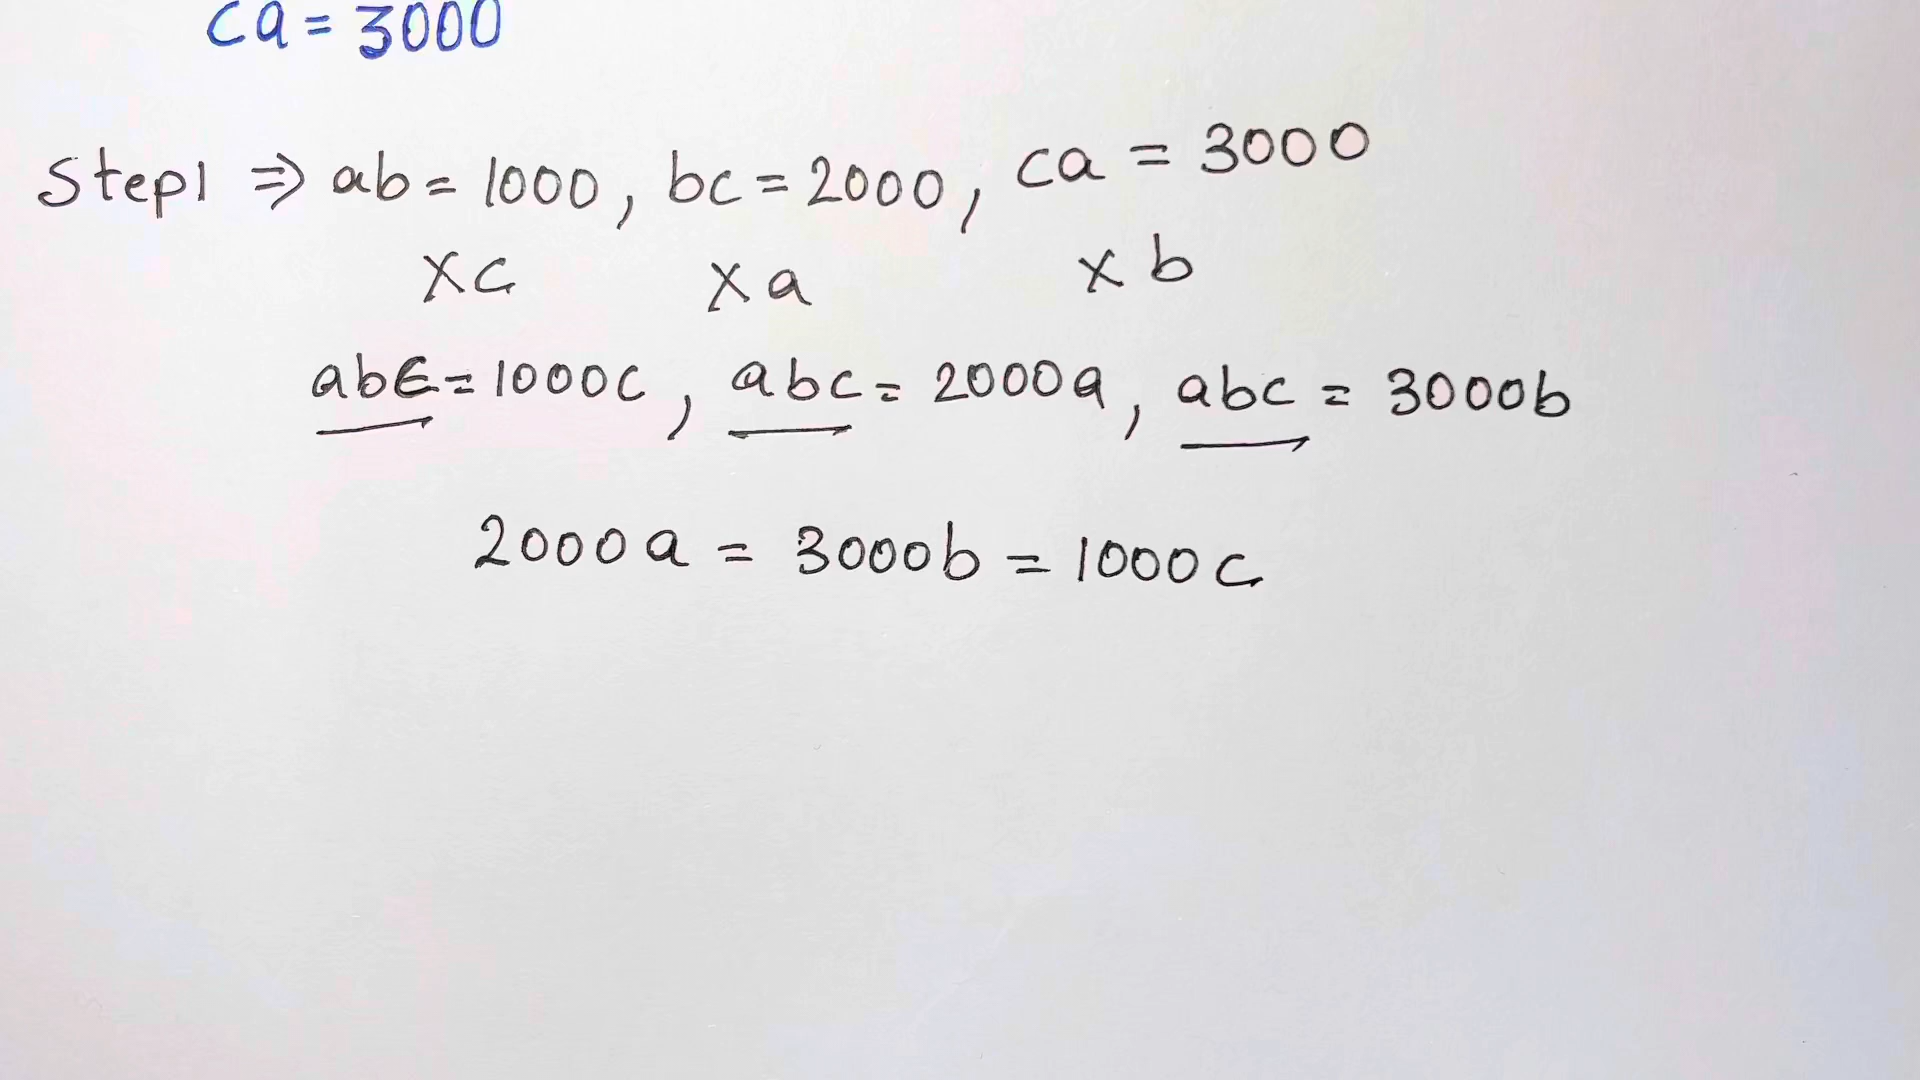 ca = 3000
Step1 ⇒ ab = 1000, bc = 2000, ca = 3000
xc xa xb
abc = 1000c, abc = 2000a, abc = 3000b
2000a = 3000b = 1000c